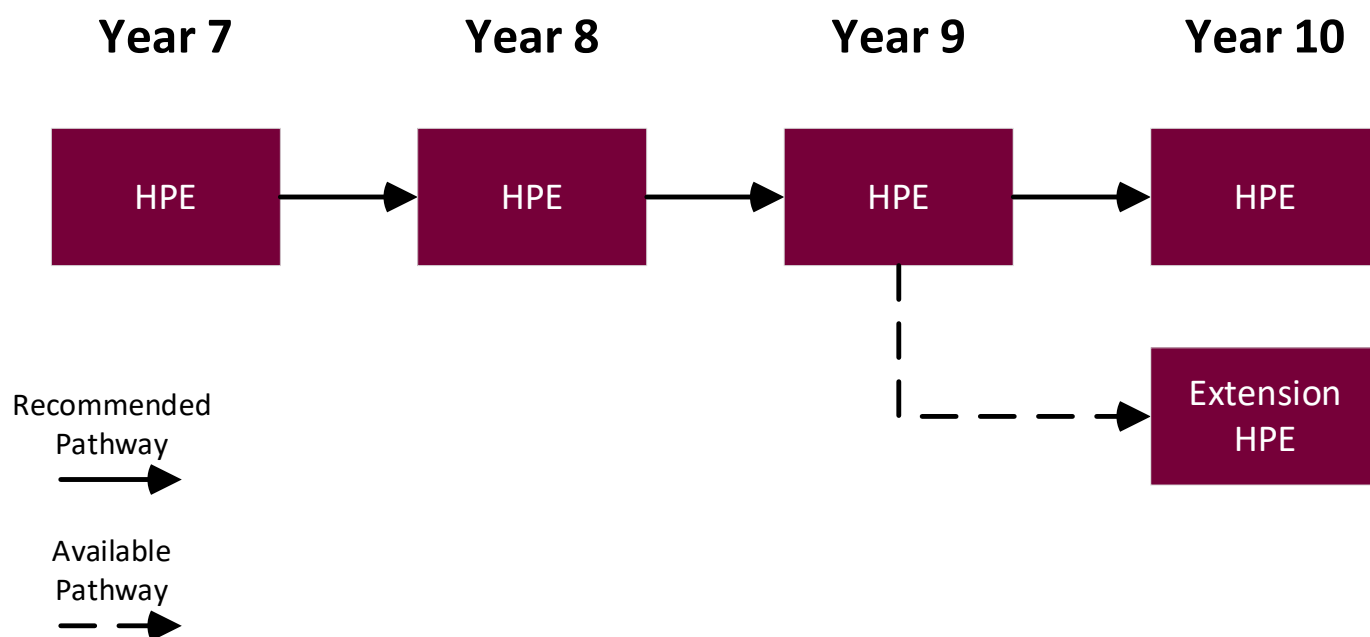 Year 7 Year 8 Year 9 Year 10
HPE HPE HPE HPE
Extension
HPE
Recommended
Pathway
Available
Pathway